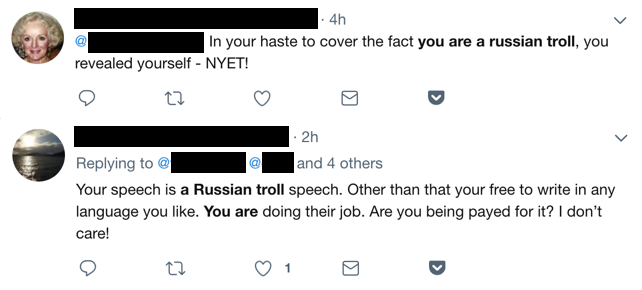 · 4h
@ In your haste to cover the fact you are a russian troll, you
revealed yourself - NYET!
· 2h
Replying to @ @ and 4 others
Your speech is a Russian troll speech. Other than that your free to write in any
language you like. You are doing their job. Are you being payed for it? I don't
care!
1